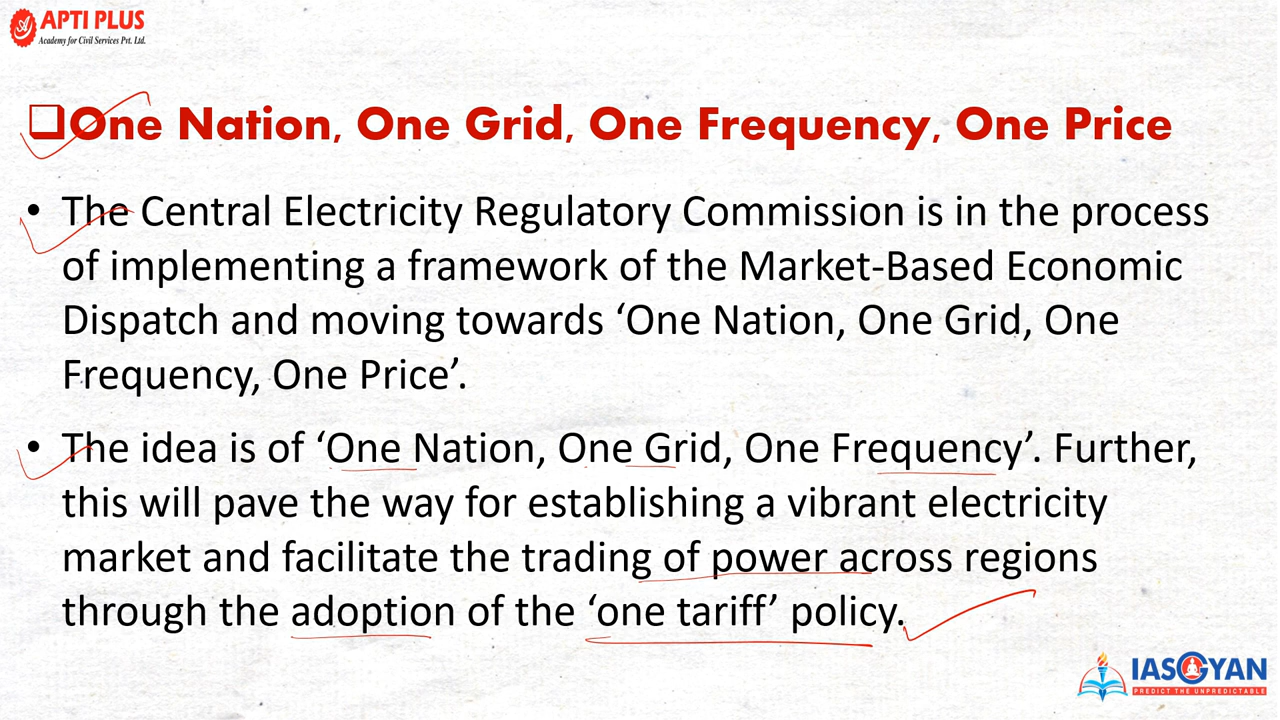 APTI PLUS
Academy for Civil Services Pvt. Ltd.
One Nation, One Grid, One Frequency, One Price
• The Central Electricity Regulatory Commission is in the process
of implementing a framework of the Market-Based Economic
Dispatch and moving towards ‘One Nation, One Grid, One
Frequency, One Price’.
• The idea is of ‘One Nation, One Grid, One Frequency’. Further,
this will pave the way for establishing a vibrant electricity
market and facilitate the trading of power across regions
through the adoption of the ‘one tariff’ policy.
IASGYAN
PREDICT THE UNPREDICTABLE